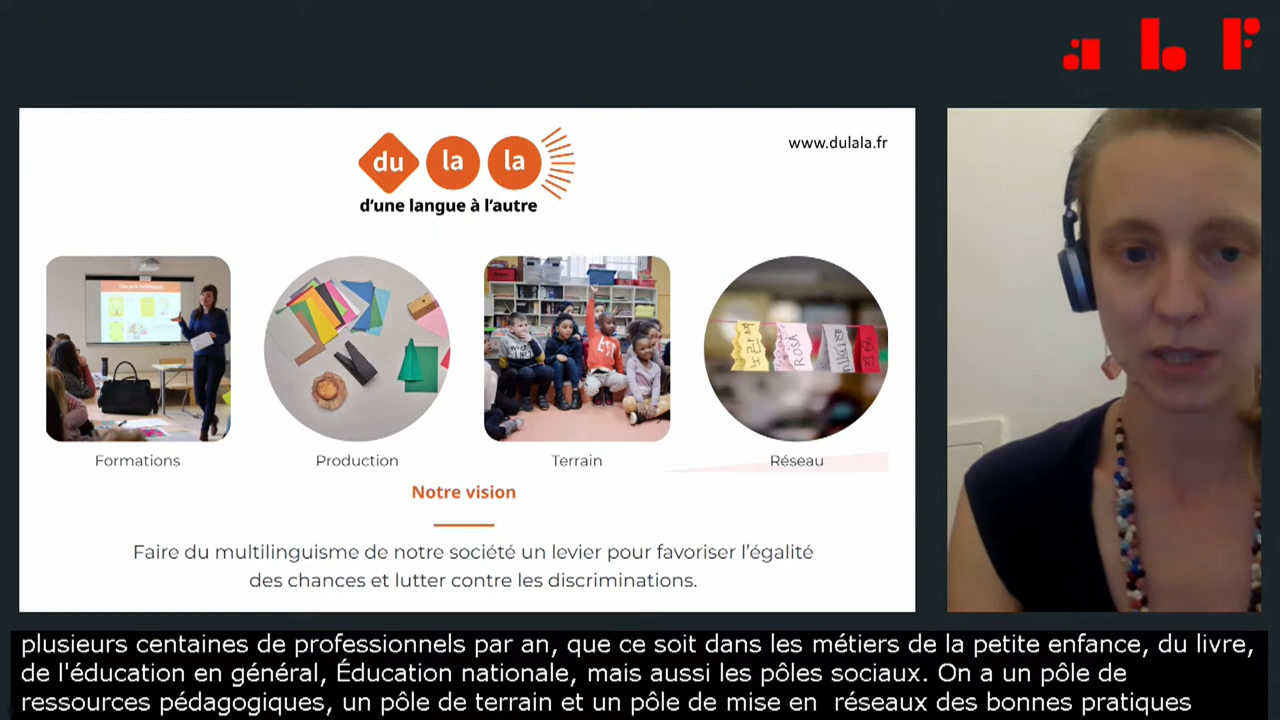 abf
du la la
d'une langue à l'autre
www.dulala.fr
ROSA
Formations
Production
Terrain
Réseau
Notre vision
Faire du multilinguisme de notre société un levier pour favoriser l'égalité
des chances et lutter contre les discriminations.
plusieurs centaines de professionnels par an, que ce soit dans les métiers de la petite enfance, du livre,
de l'éducation en général, Éducation nationale, mais aussi les pôles sociaux. On a un pôle de
ressources pédagogiques, un pôle de terrain et un pôle de mise en  réseaux des bonnes pratiques